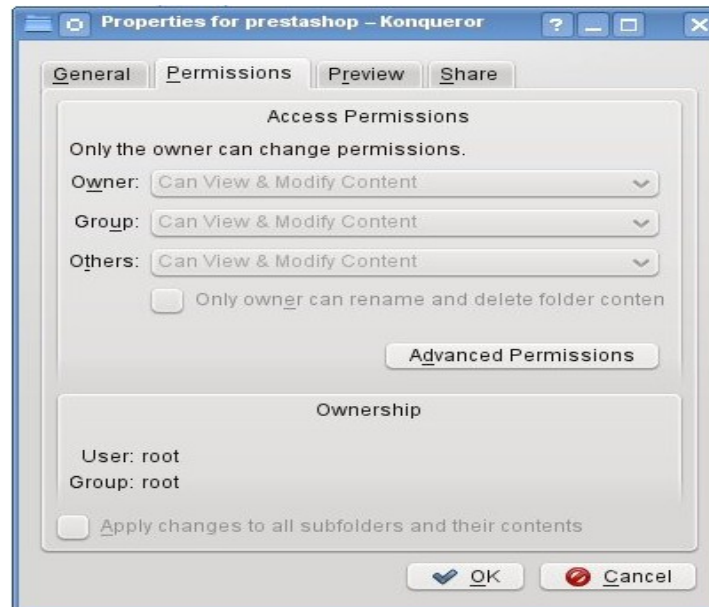 Properties for prestashop – Konqueror
?
General Permissions Preview Share
Access Permissions
Only the owner can change permissions.
Owner: Can View & Modify Content
Group: Can View & Modify Content
Others: Can View & Modify Content
Only owner can rename and delete folder conten
Advanced Permissions
Ownership
User: root
Group: root
Apply changes to all subfolders and their contents
OK Cancel